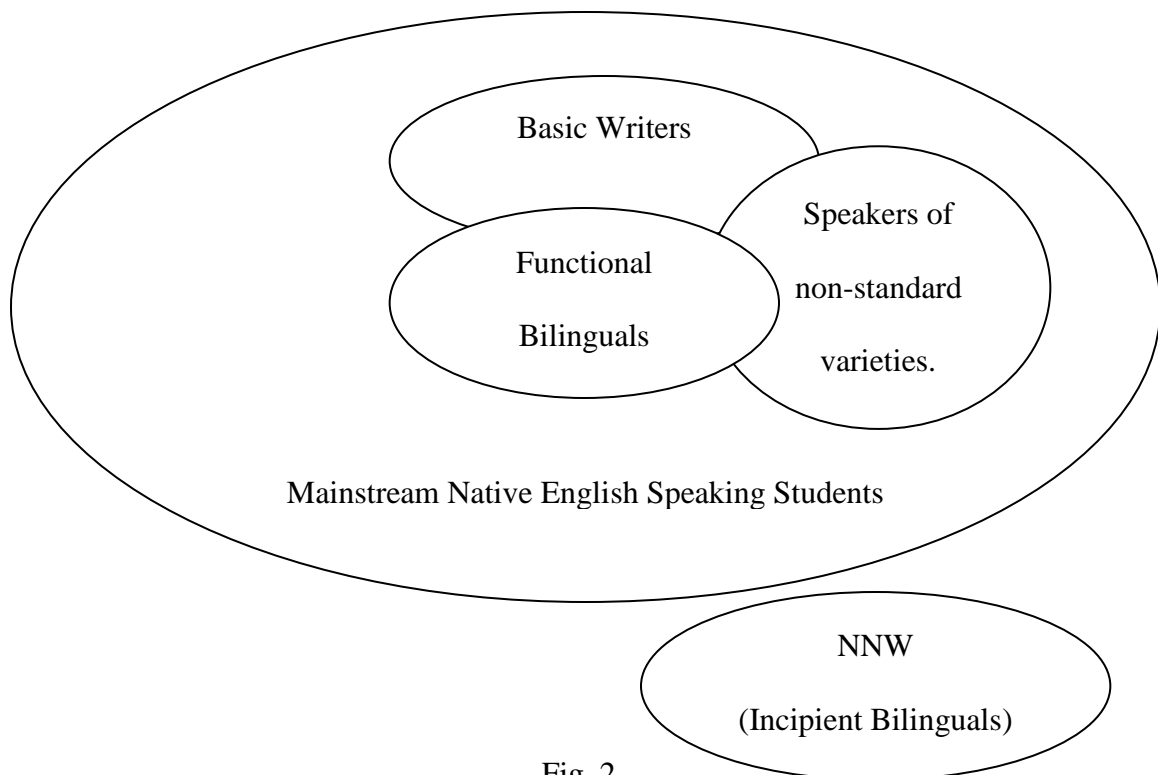 Basic Writers
Speakers of
non-standard
varieties.
Functional
Bilinguals
Mainstream Native English Speaking Students
NNW
(Incipient Bilinguals)
Fig. 2